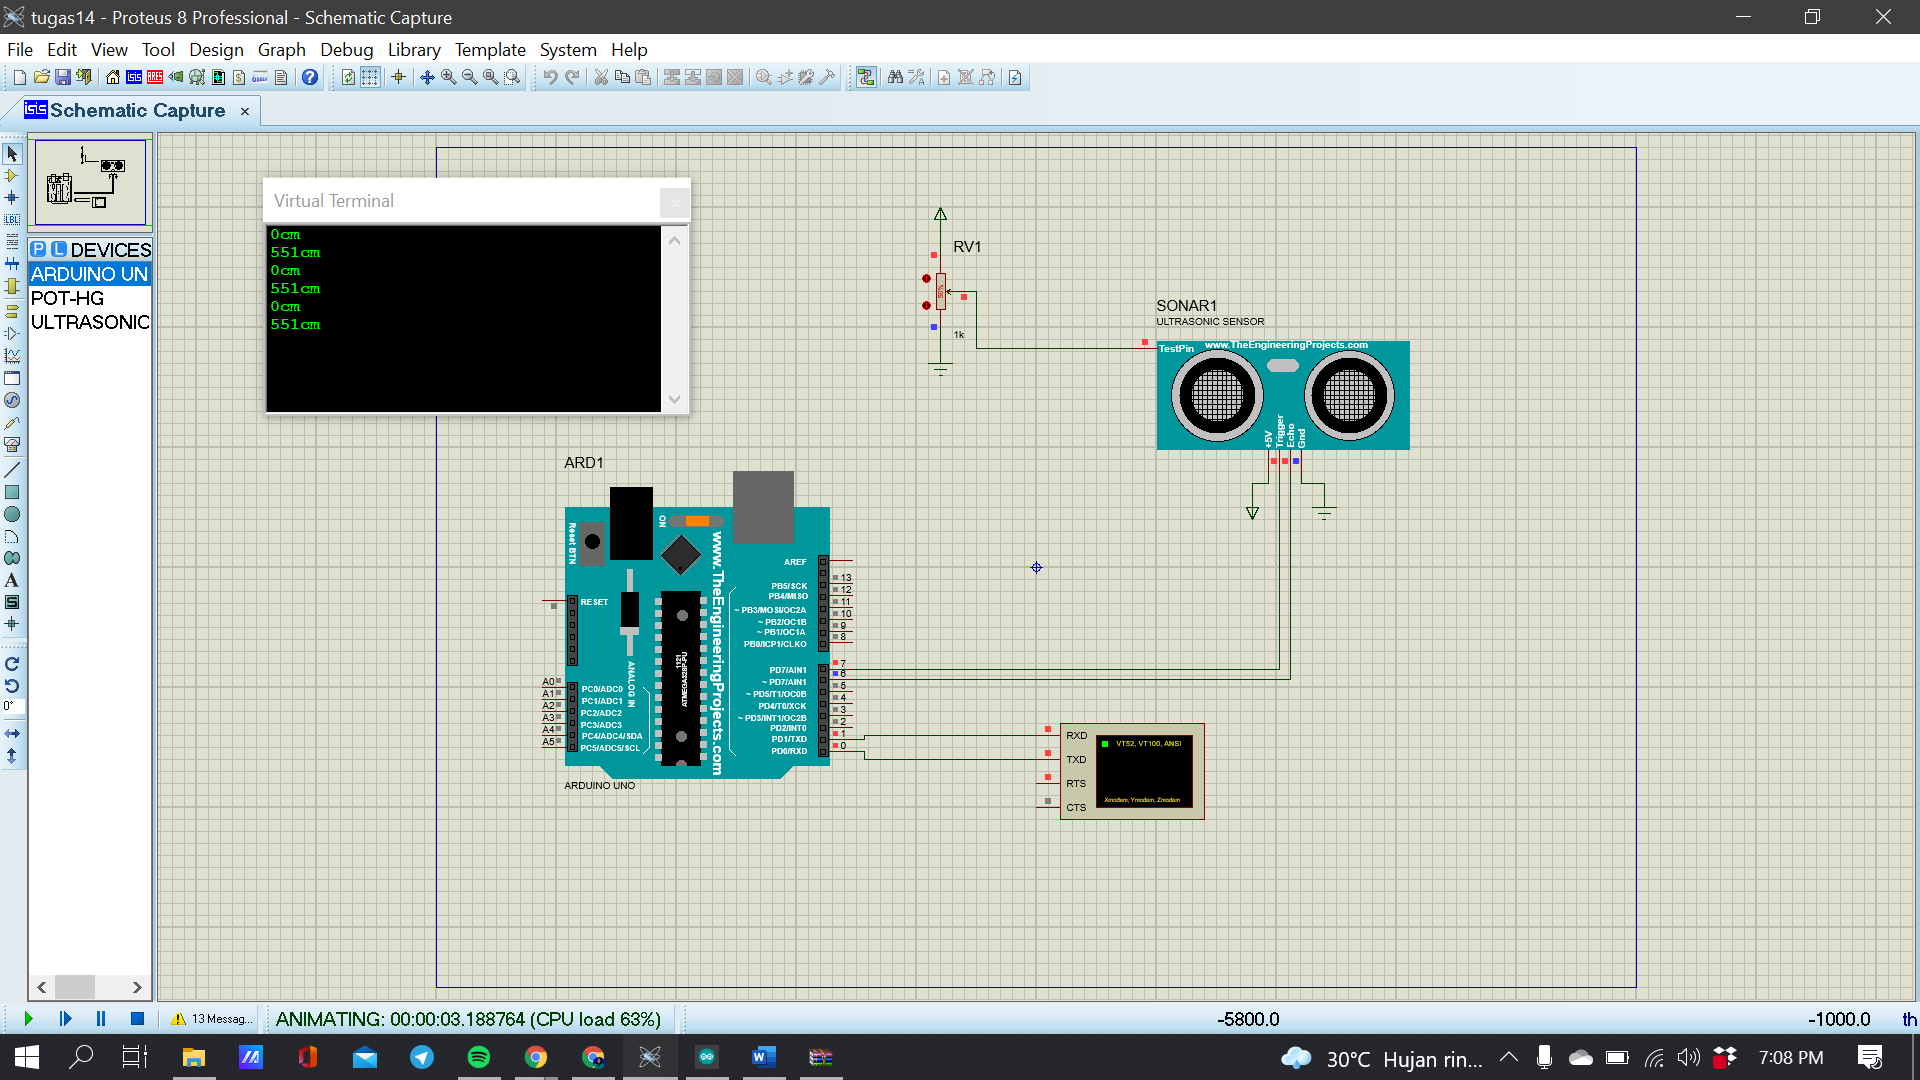 tugas14 - Proteus 8 Professional - Schematic Capture
File Edit View Tool Design Graph Debug Library Template System Help
Schematic Capture
P L DEVICES
ARDUINO UN
POT-HG
ULTRASONIC
Virtual Terminal
0cm
551cm
0cm
551cm
0cm
551cm
RV1
50%
1k
SONAR1
ULTRASONIC SENSOR
www.TheEngineeringProjects.com
TestPin
+5V
Trigger
Echo
Gnd
ARD1
Reset BTN
ON
www.TheEngineeringProjects.com
1121
ATMEGA328P-PU
ANALOG IN
RESET
AREF
PB5/SCK 13
PB4/MISO 12
~ PB3/MOSI/OC2A 11
~ PB2/OC1B 10
~ PB1/OC1A 9
PB0/ICP1/CLKO 8
PD7/AIN1 7
~ PD7/AIN1 6
~ PD5/T1/OC0B 5
PD4/T0/XCK 4
~ PD3/INT1/OC2B 3
PD2/INT0 2
PD1/TXD 1
PD0/RXD 0
A0 PC0/ADC0
A1 PC1/ADC1
A2 PC2/ADC2
A3 PC3/ADC3
A4 PC4/ADC4/SDA
A5 PC5/ADC5/SCL
ARDUINO UNO
RXD
TXD
RTS
CTS
VT52, VT100, ANSI
Xmodem, Ymodem, Zmodem
LBL
A
S
0°
13 Messag...
ANIMATING: 00:00:03.188764 (CPU load 63%)
-5800.0
-1000.0
th
30°C Hujan rin...
7:08 PM